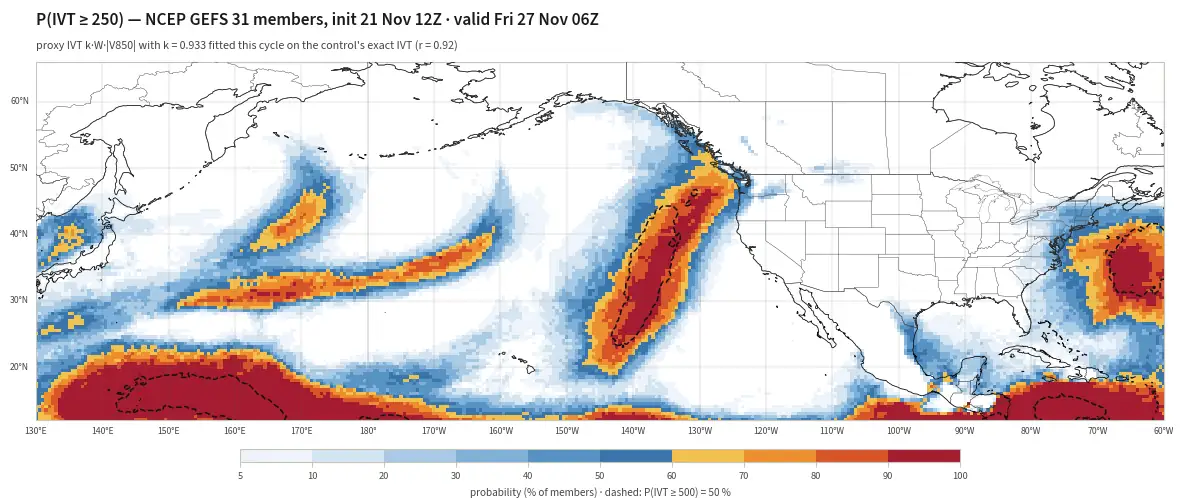 P(IVT ≥ 250) — NCEP GEFS 31 members, init 21 Nov 12Z · valid Fri 27 Nov 06Z
proxy IVT k·W·|V850| with k = 0.933 fitted this cycle on the control's exact IVT (r = 0.92)
60°N
50°N
40°N
30°N
20°N
130°E 140°E 150°E 160°E 170°E 180° 170°W 160°W 150°W 140°W 130°W 120°W 110°W 100°W 90°W 80°W 70°W 60°W
5 10 20 30 40 50 60 70 80 90 100
probability (% of members) · dashed: P(IVT ≥ 500) = 50 %